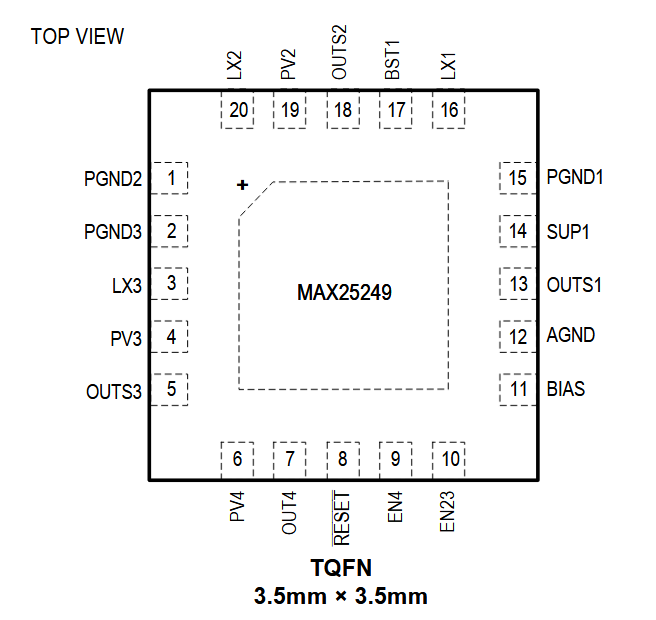 TOP VIEW
LX2
PV2
OUTS2
BST1
LX1
20
19
18
17
16
PGND2 1
PGND3 2
LX3 3
PV3 4
OUTS3 5
+
MAX25249
15 PGND1
14 SUP1
13 OUTS1
12 AGND
11 BIAS
6
7
8
9
10
PV4
OUT4
RESET
EN4
EN23
TQFN
3.5mm × 3.5mm